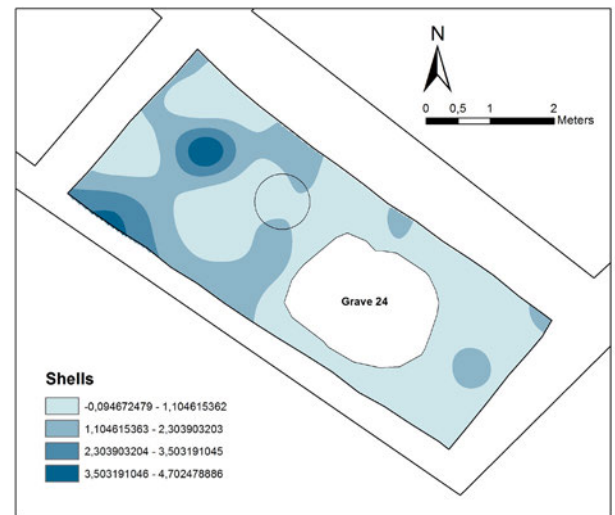 N
0 0,5 1 2
Meters
Grave 24
Shells
-0,094672479 - 1,104615362
1,104615363 - 2,303903203
2,303903204 - 3,503191045
3,503191046 - 4,702478886